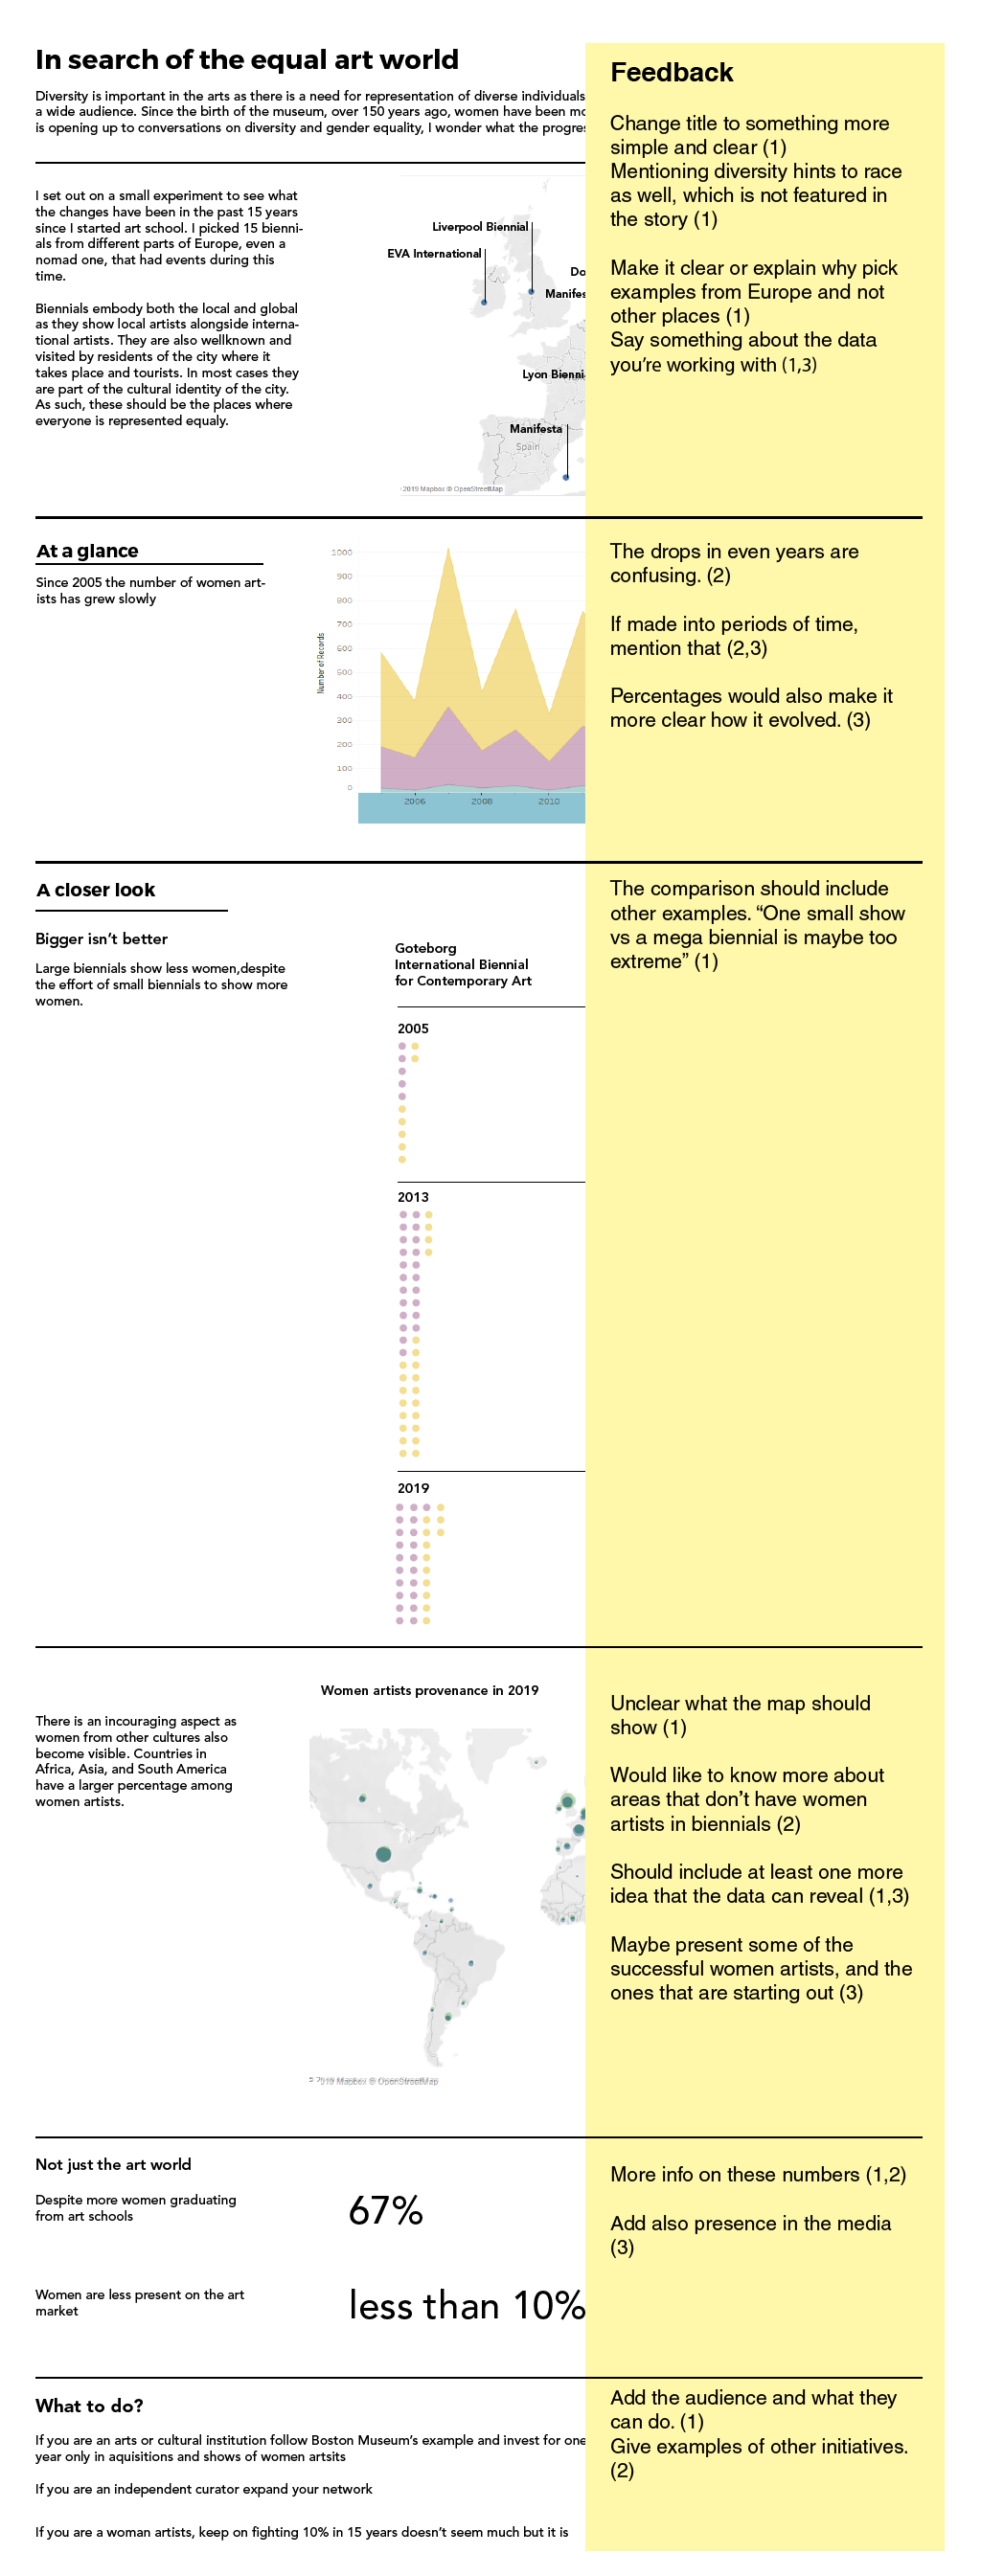 In search of the equal art world
Diversity is important in the arts as there is a need for representation of diverse individuals
a wide audience. Since the birth of the museum, over 150 years ago, women have been mo
is opening up to conversations on diversity and gender equality, I wonder what the progres
I set out on a small experiment to see what
the changes have been in the past 15 years
since I started art school. I picked 15 bienni-
als from different parts of Europe, even a
nomad one, that had events during this
time.
Biennials embody both the local and global
as they show local artists alongside interna-
tional artists. They are also wellknown and
visited by residents of the city where it
takes place and tourists. In most cases they
are part of the cultural identity of the city.
As such, these should be the places where
everyone is represented equaly.
Liverpool Biennial
EVA International
Do
Manifes
Lyon Bienni
Manifesta
Spain
2019 Mapbox © OpenStreetMap
Feedback
Change title to something more
simple and clear (1)
Mentioning diversity hints to race
as well, which is not featured in
the story (1)
Make it clear or explain why pick
examples from Europe and not
other places (1)
Say something about the data
you're working with (1,3)
At a glance
Since 2005 the number of women art-
ists has grew slowly
Number of Records
1000
900
800
700
600
500
400
300
200
100
0
2006
2008
2010
The drops in even years are
confusing. (2)
If made into periods of time,
mention that (2,3)
Percentages would also make it
more clear how it evolved. (3)
A closer look
Bigger isn't better
Large biennials show less women,despite
the effort of small biennials to show more
women.
Goteborg
International Biennial
for Contemporary Art
2005
2013
2019
The comparison should include
other examples. “One small show
vs a mega biennial is maybe too
extreme” (1)
Women artists provenance in 2019
There is an incouraging aspect as
women from other cultures also
become visible. Countries in
Africa, Asia, and South America
have a larger percentage among
women artists.
Mapbox © OpenStreetMap
Unclear what the map should
show (1)
Would like to know more about
areas that don't have women
artists in biennials (2)
Should include at least one more
idea that the data can reveal (1,3)
Maybe present some of the
successful women artists, and the
ones that are starting out (3)
Not just the art world
Despite more women graduating
from art schools
67%
Women are less present on the art
market
less than 10%
More info on these numbers (1,2)
Add also presence in the media
(3)
What to do?
If you are an arts or cultural institution follow Boston Museum's example and invest for one
year only in aquisitions and shows of women artsits
If you are an independent curator expand your network
If you are a woman artists, keep on fighting 10% in 15 years doesn't seem much but it is
Add the audience and what they
can do. (1)
Give examples of other initiatives.
(2)